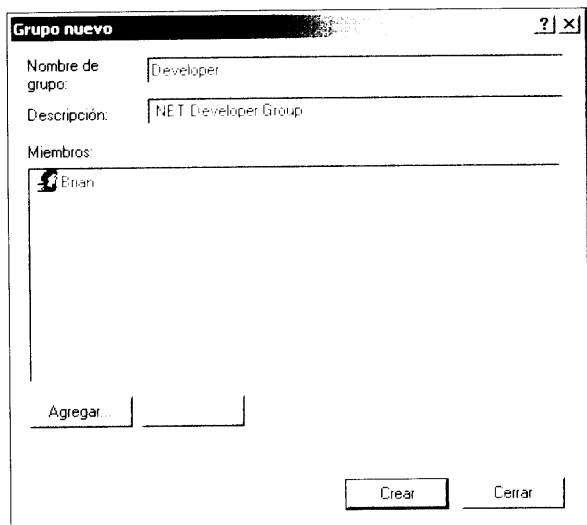 Grupo nuevo
Nombre de
grupo:
Developer
Descripción:
.NET Developer Group
Miembros:
Brian
Agregar...
Crear
Cerrar